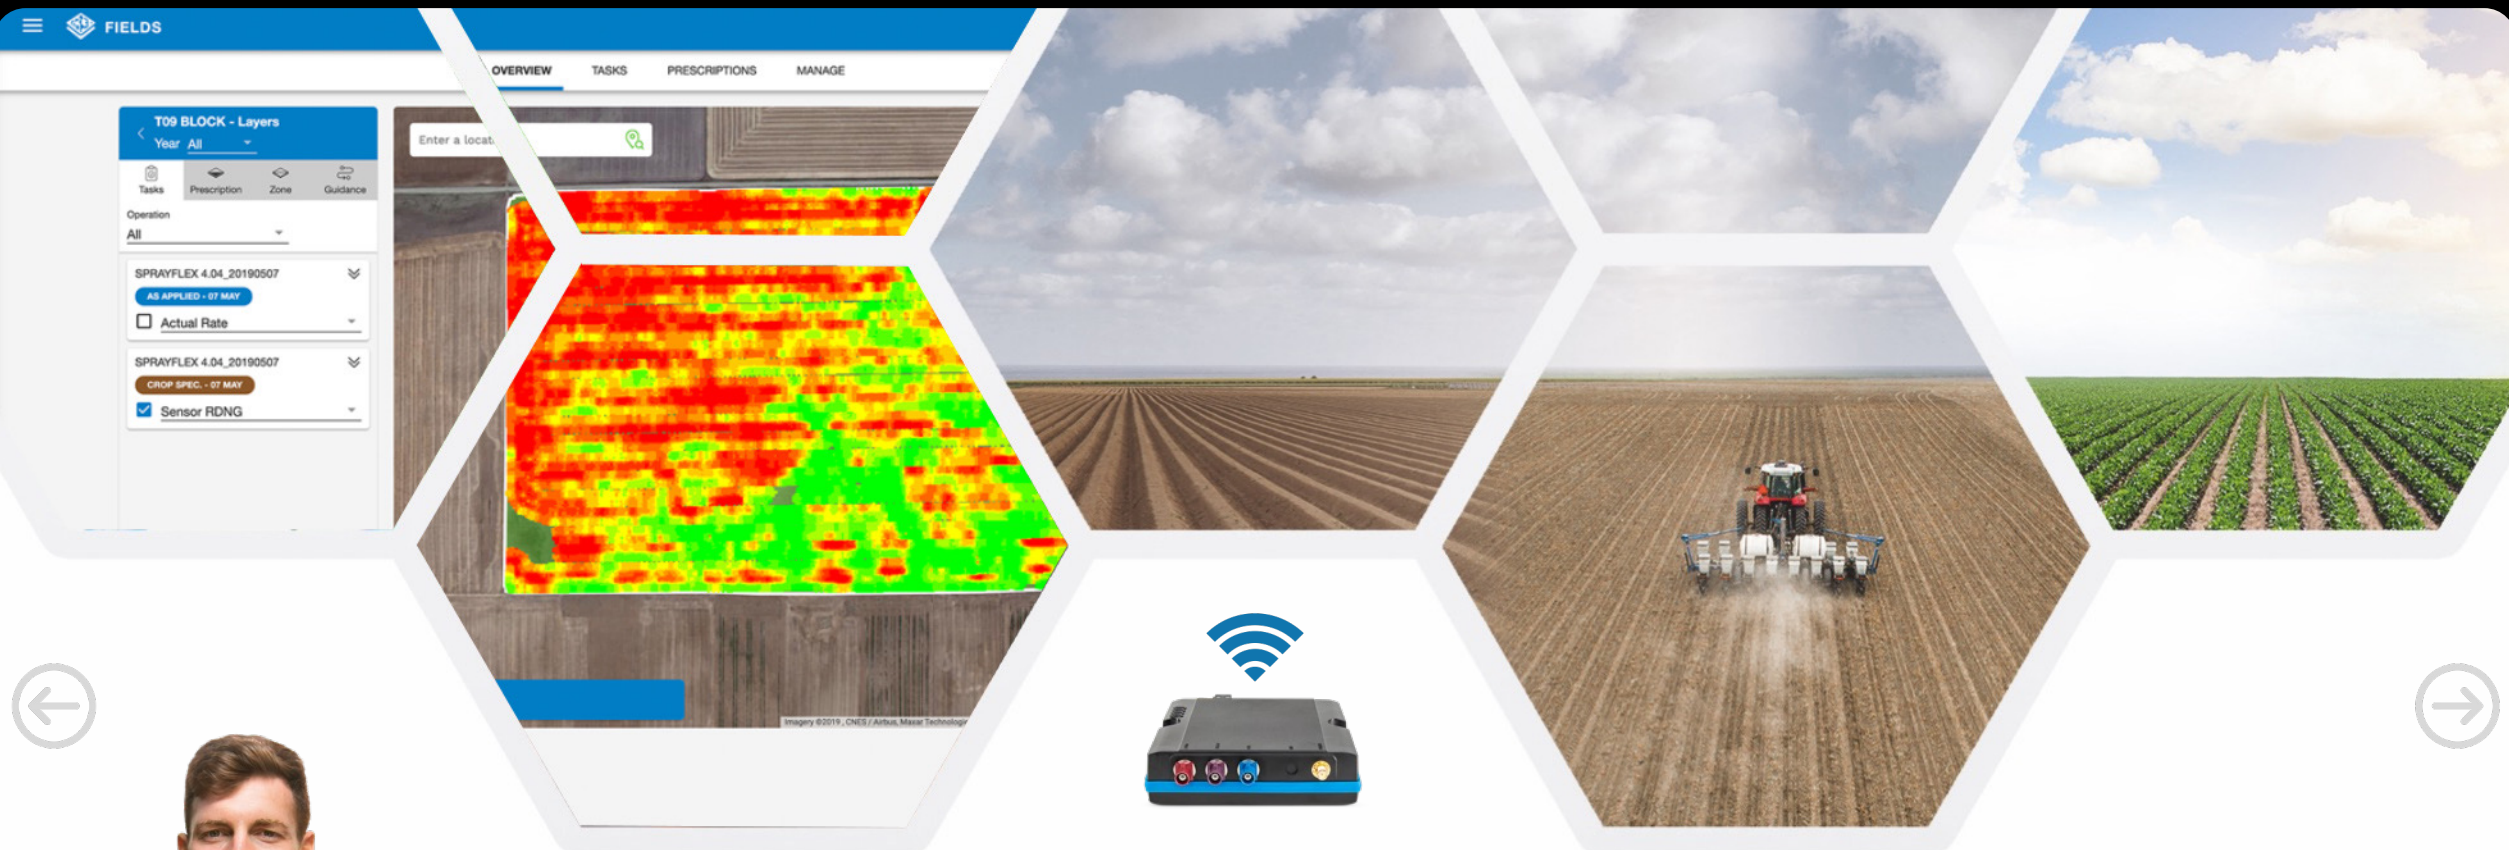 FIELDS
OVERVIEW TASKS PRESCRIPTIONS MANAGE
T09 BLOCK - Layers
Year All
Enter a locat
Tasks Prescription Zone Guidance
Operation
All
SPRAYFLEX 4.04_20190507
AS APPLIED - 07 MAY
Actual Rate
SPRAYFLEX 4.04_20190507
CROP SPEC. - 07 MAY
Sensor RDNG
Imagery ©2019 , CNES / Airbus, Maxar Technologie